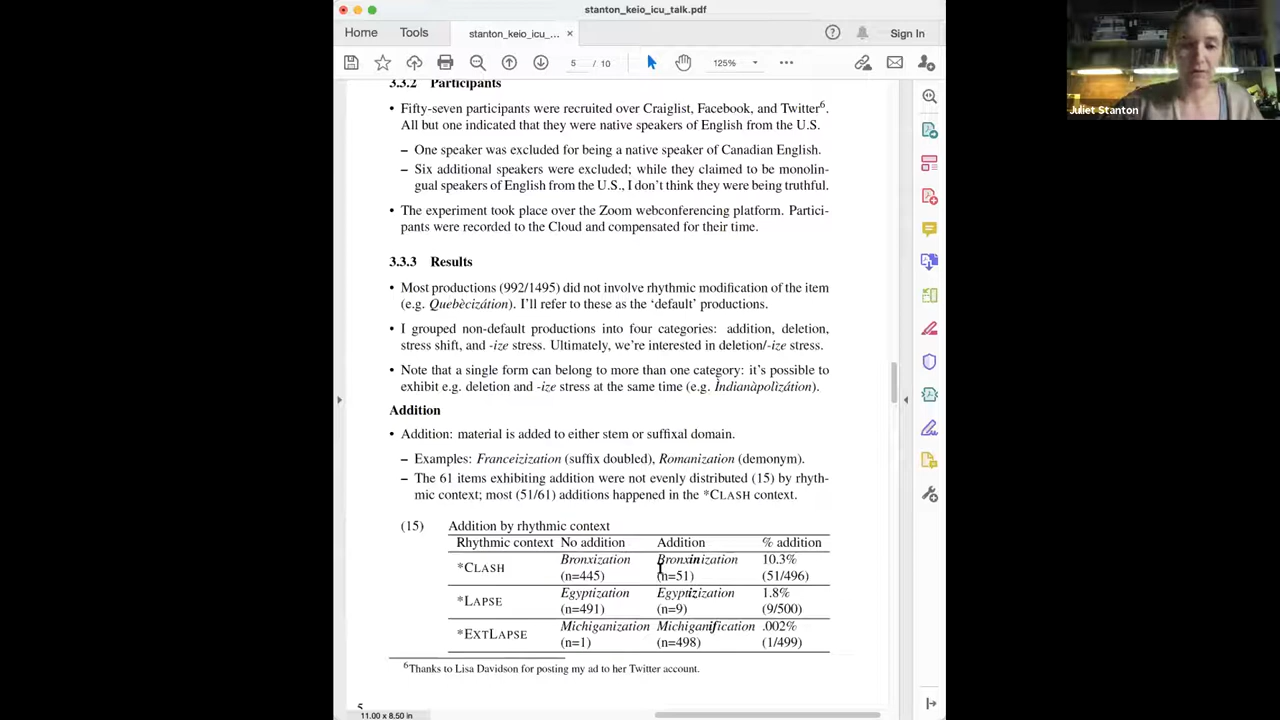 stanton_keio_icu_talk.pdf
Home
Tools
stanton_keio_icu_...
Sign In
5 / 10
125%
Juliet Stanton
3.3.2 Participants
• Fifty-seven participants were recruited over Craiglist, Facebook, and Twitter6.
All but one indicated that they were native speakers of English from the U.S.
– One speaker was excluded for being a native speaker of Canadian English.
– Six additional speakers were excluded; while they claimed to be monolin-
gual speakers of English from the U.S., I don't think they were being truthful.
• The experiment took place over the Zoom webconferencing platform. Partici-
pants were recorded to the Cloud and compensated for their time.
3.3.3 Results
• Most productions (992/1495) did not involve rhythmic modification of the item
(e.g. Quebècizátion). I'll refer to these as the 'default' productions.
• I grouped non-default productions into four categories: addition, deletion,
stress shift, and -ize stress. Ultimately, we're interested in deletion/-ize stress.
• Note that a single form can belong to more than one category: it's possible to
exhibit e.g. deletion and -ize stress at the same time (e.g. Ìndianàpolìzátion).
Addition
• Addition: material is added to either stem or suffixal domain.
– Examples: Franceizization (suffix doubled), Romanization (demonym).
– The 61 items exhibiting addition were not evenly distributed (15) by rhyth-
mic context; most (51/61) additions happened in the *CLASH context.
(15) Addition by rhythmic context
Rhythmic context No addition Addition % addition
*CLASH Bronxization (n=445) Bronxinization (n=51) 10.3% (51/496)
*LAPSE Egyptization (n=491) Egyptizization (n=9) 1.8% (9/500)
*EXTLAPSE Michiganization (n=1) Michiganification (n=498) .002% (1/499)
6Thanks to Lisa Davidson for posting my ad to her Twitter account.
5
11.00 x 8.50 in